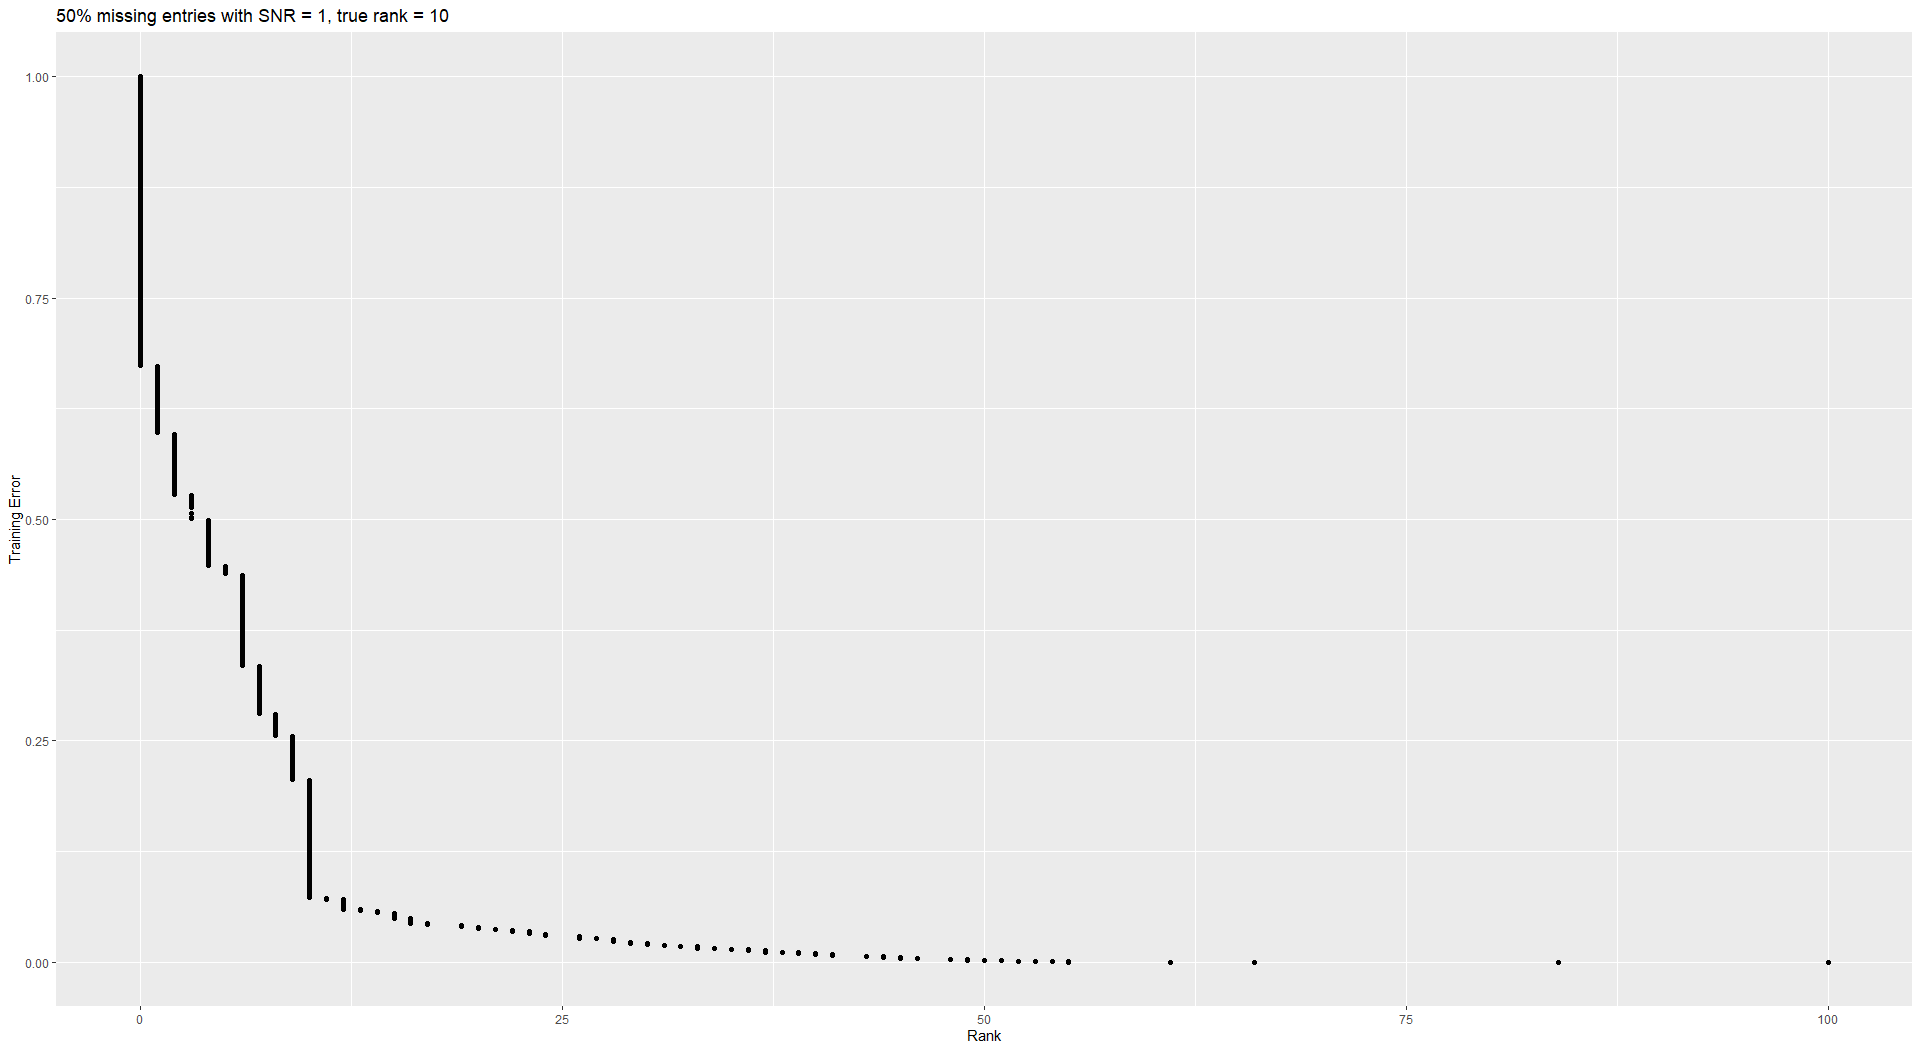 50% missing entries with SNR = 1, true rank = 10
1.00
0.75
0.50
0.25
0.00
Training Error
0 25 50 75 100
Rank